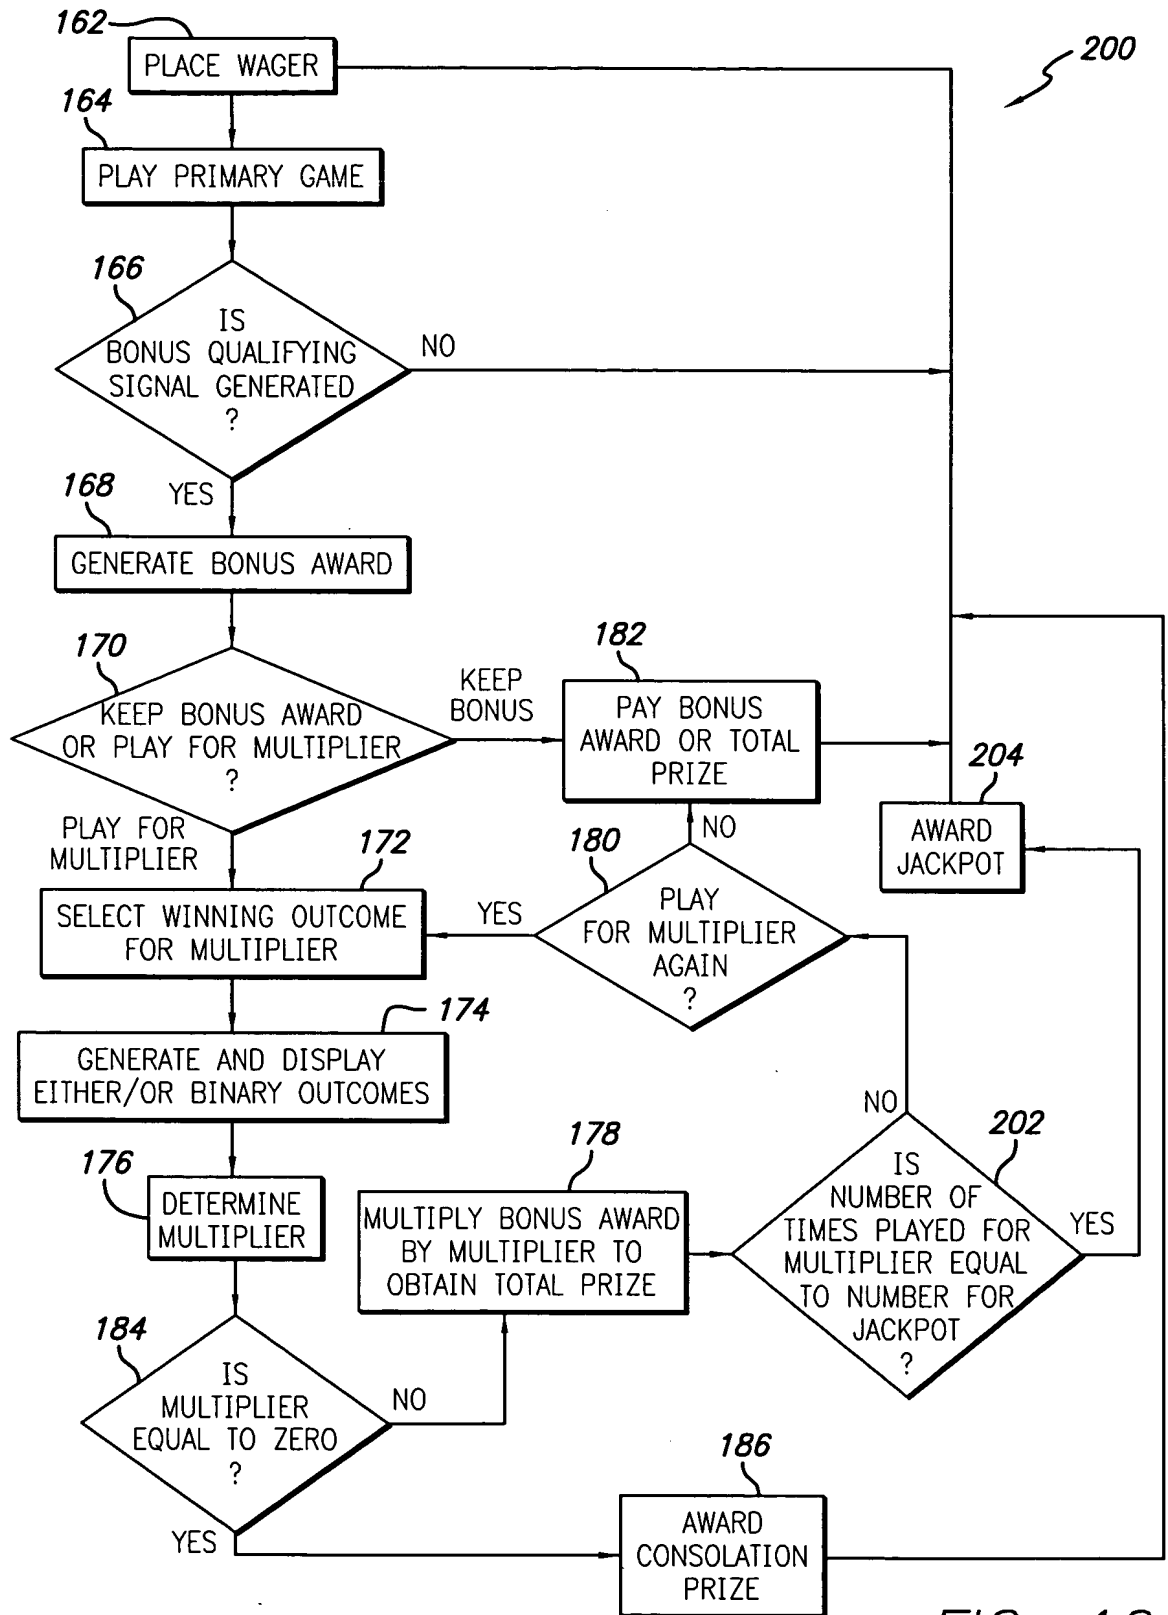 162
PLACE WAGER
200
164
PLAY PRIMARY GAME
166
IS
BONUS QUALIFYING
SIGNAL GENERATED
?
NO
YES
168
GENERATE BONUS AWARD
170
KEEP BONUS AWARD
OR PLAY FOR MULTIPLIER
?
KEEP
BONUS
182
PAY BONUS
AWARD OR TOTAL
PRIZE
204
AWARD
JACKPOT
PLAY FOR
MULTIPLIER
172
SELECT WINNING OUTCOME
FOR MULTIPLIER
YES
180
NO
PLAY
FOR MULTIPLIER
AGAIN
?
174
GENERATE AND DISPLAY
EITHER/OR BINARY OUTCOMES
176
DETERMINE
MULTIPLIER
178
MULTIPLY BONUS AWARD
BY MULTIPLIER TO
OBTAIN TOTAL PRIZE
NO
202
IS
NUMBER OF
TIMES PLAYED FOR
MULTIPLIER EQUAL
TO NUMBER FOR
JACKPOT
?
YES
184
IS
MULTIPLIER
EQUAL TO ZERO
?
NO
YES
186
AWARD
CONSOLATION
PRIZE